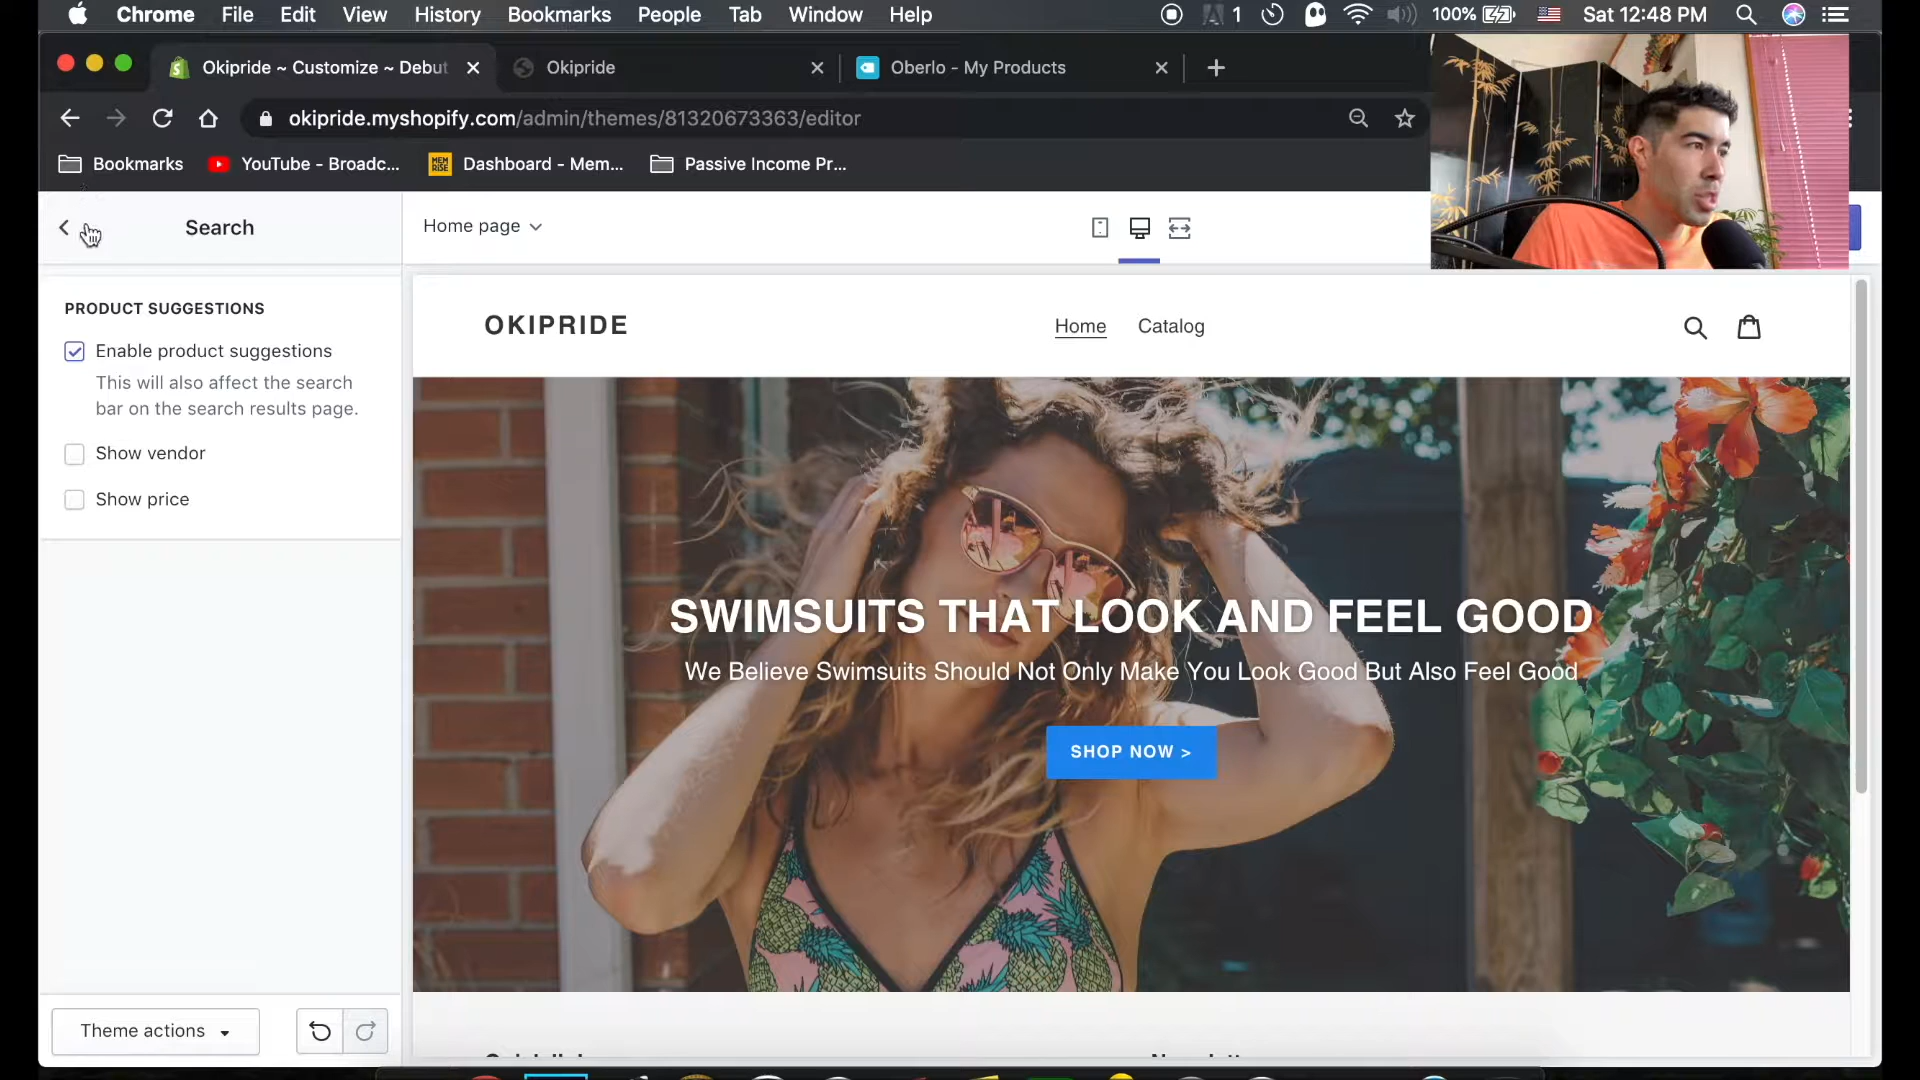 Chrome File Edit View History Bookmarks People Tab Window Help 1 100% Sat 12:48 PM
Okipride ~ Customize ~ Debut Okipride Oberlo - My Products
okipride.myshopify.com/admin/themes/81320673363/editor
Bookmarks YouTube - Broadc... MEM RISE Dashboard - Mem... Passive Income Pr...
Search Home page
PRODUCT SUGGESTIONS
Enable product suggestions
This will also affect the search
bar on the search results page.
Show vendor
Show price
OKIPRIDE Home Catalog
SWIMSUITS THAT LOOK AND FEEL GOOD
We Believe Swimsuits Should Not Only Make You Look Good But Also Feel Good
SHOP NOW >
Theme actions